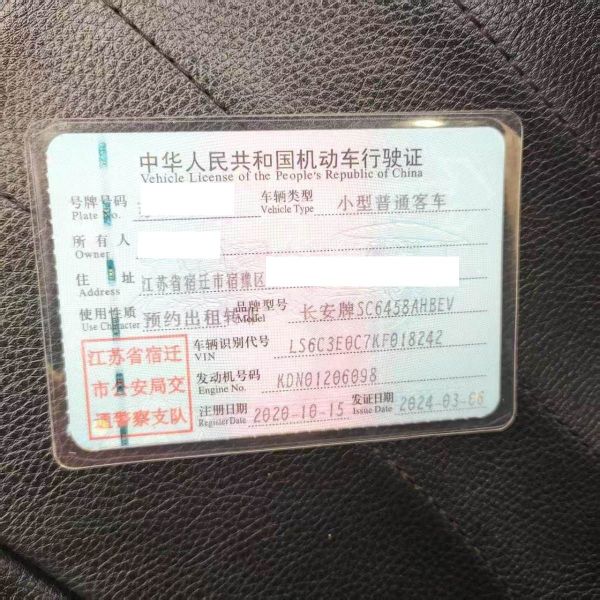 中华人民共和国机动车行驶证
Vehicle License of the People's Republic of China
号牌号码 车辆类型 小型普通客车
Plate No. Vehicle Type
所有人
Owner
住址 江苏省宿迁市宿豫区
Address
使用性质 预约出租转 品牌型号 长安牌SC6458AHBEV
Use Character Model
车辆识别代号 LS6C3E0C7KF018242
VIN
发动机号码 KDN01206098
Engine No.
注册日期 2020-10-15 发证日期 2024-03-06
Register Date Issue Date
江苏省宿迁
市公安局交
通警察支队